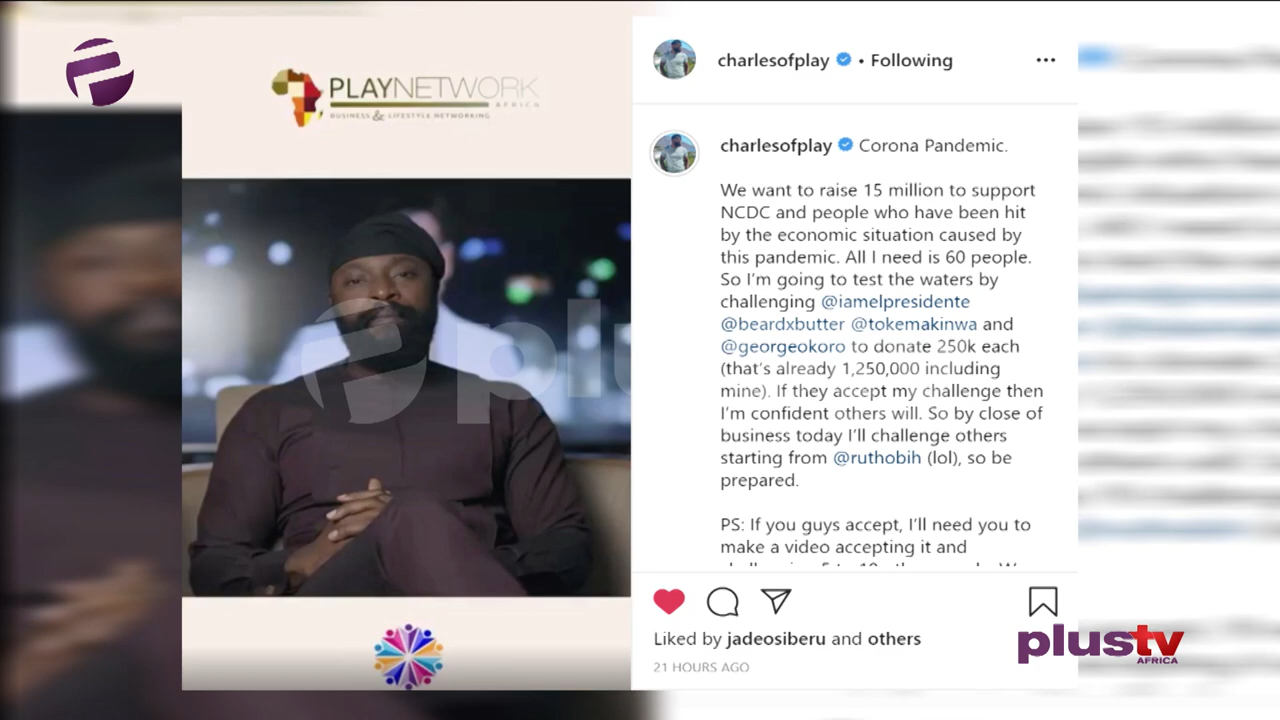 PLAYNETWORK
AFRICA
BUSINESS & LIFESTYLE NETWORKING
plu
charlesofplay • Following
charlesofplay Corona Pandemic.
We want to raise 15 million to support
NCDC and people who have been hit
by the economic situation caused by
this pandemic. All I need is 60 people.
So I'm going to test the waters by
challenging @iamelpresidente
@beardxbutter @tokemakinwa and
@georgeokoro to donate 250k each
(that's already 1,250,000 including
mine). If they accept my challenge then
I'm confident others will. So by close of
business today I'll challenge others
starting from @ruthobih (lol), so be
prepared.
PS: If you guys accept, I'll need you to
make a video accepting it and
Liked by jadeosiberu and others
21 HOURS AGO
plustv
AFRICA